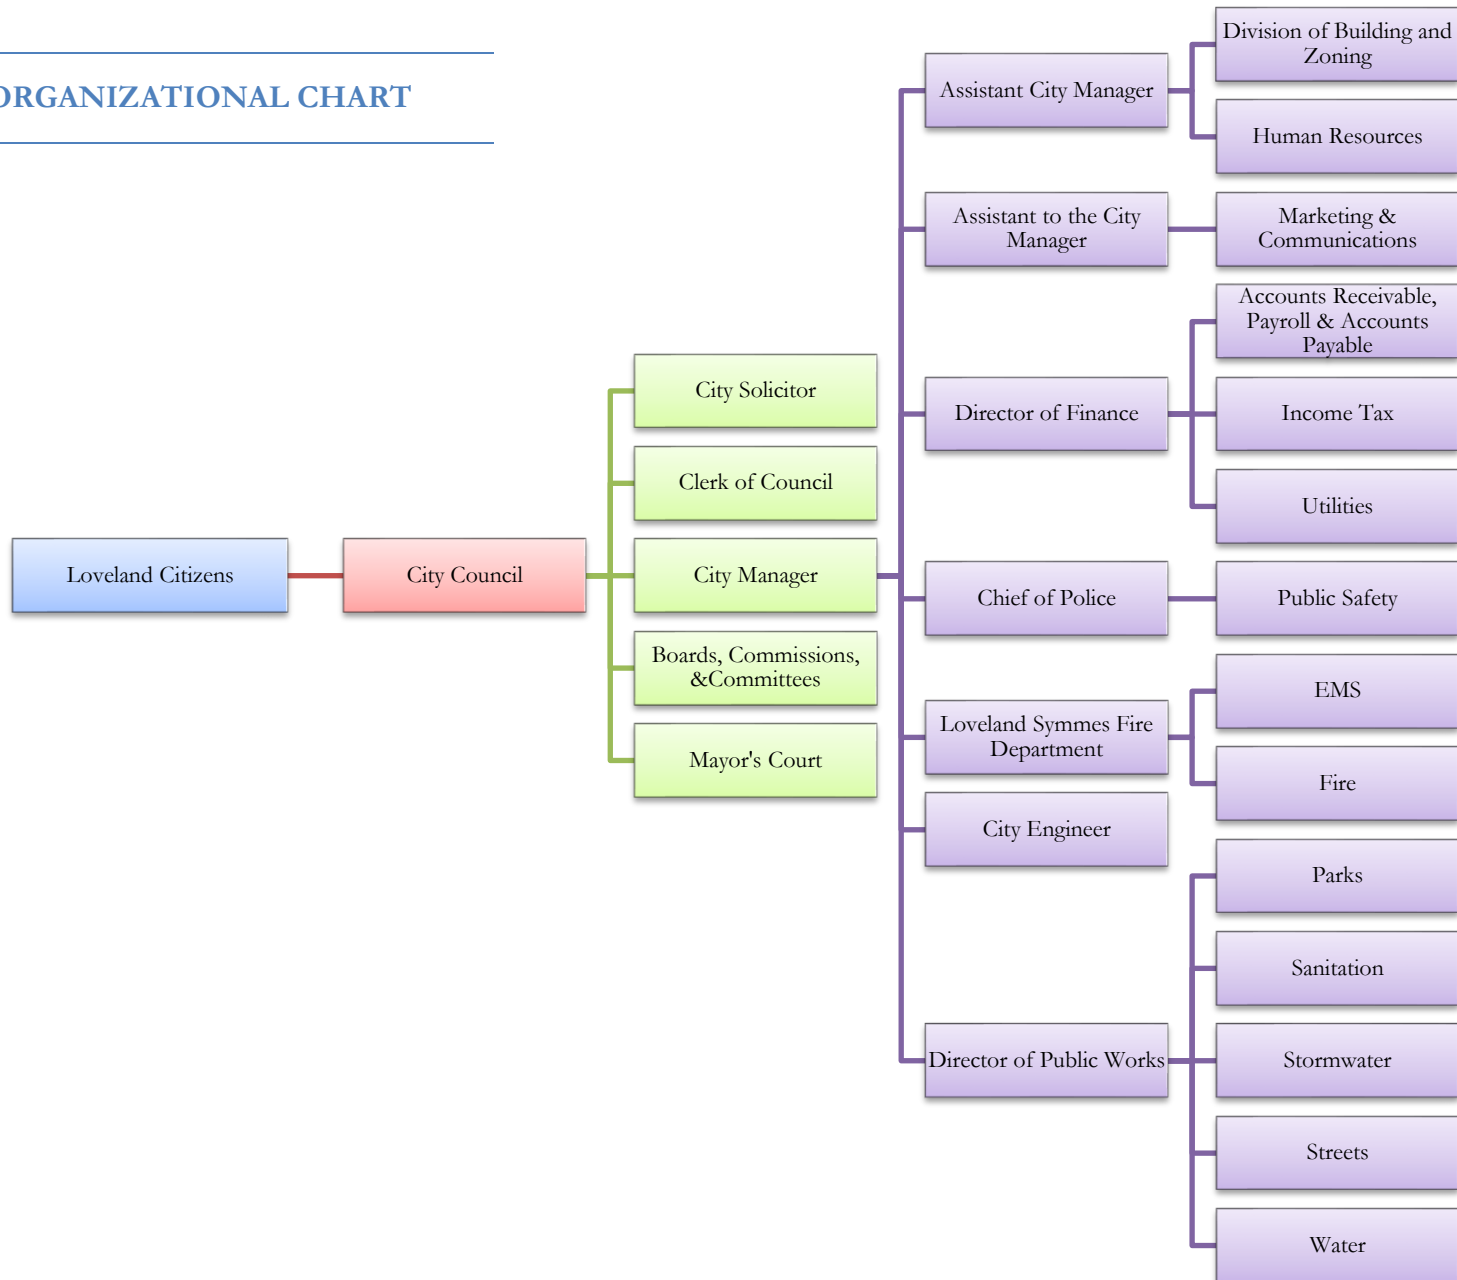 ORGANIZATIONAL CHART
Loveland Citizens
City Council
City Solicitor
Clerk of Council
City Manager
Boards, Commissions,
&Committees
Mayor's Court
Assistant City Manager
Division of Building and
Zoning
Human Resources
Assistant to the City
Manager
Marketing &
Communications
Director of Finance
Accounts Receivable,
Payroll & Accounts
Payable
Income Tax
Utilities
Chief of Police
Public Safety
Loveland Symmes Fire
Department
EMS
Fire
City Engineer
Director of Public Works
Parks
Sanitation
Stormwater
Streets
Water